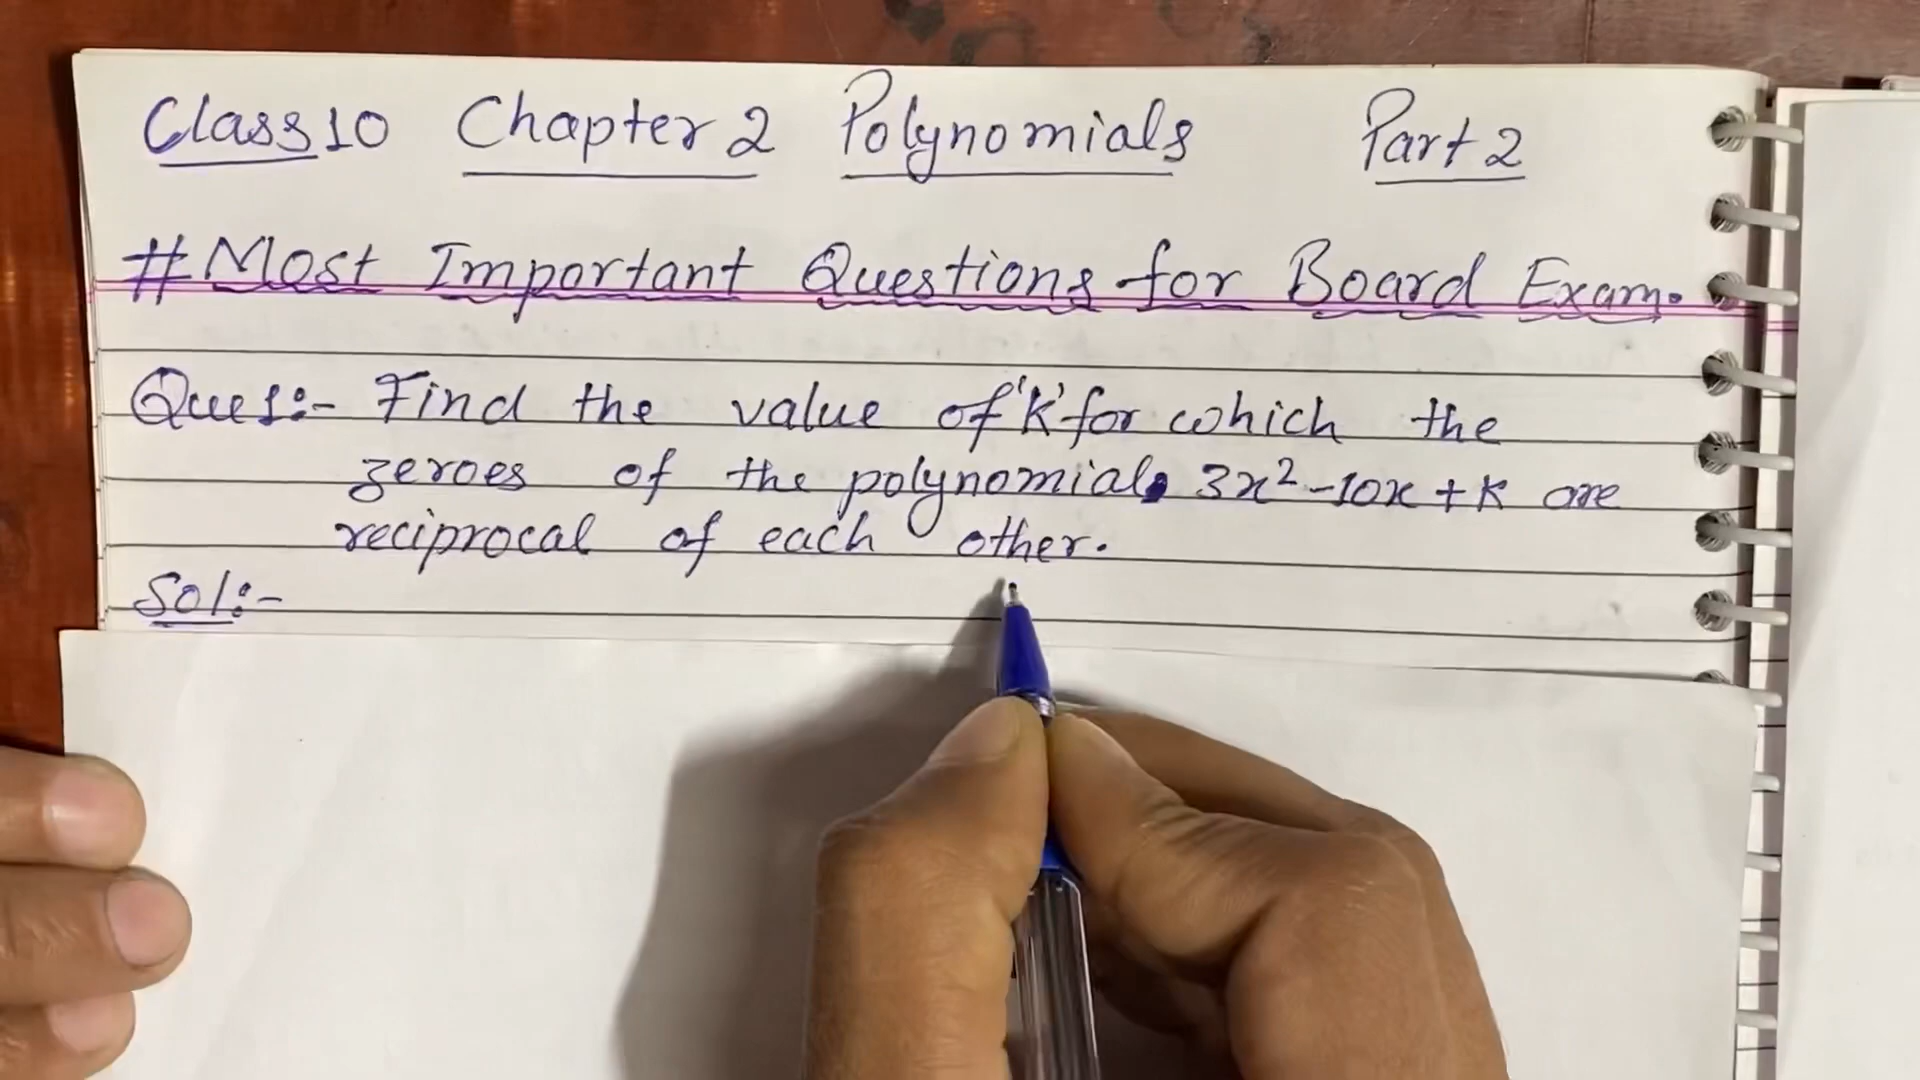 Class 10 Chapter 2 Polynomials Part 2
# Most Important Questions for Board Exam.
Ques:- Find the value of 'K' for which the
zeroes of the polynomial, 3x²-10x+K are
reciprocal of each other.
Sol:-